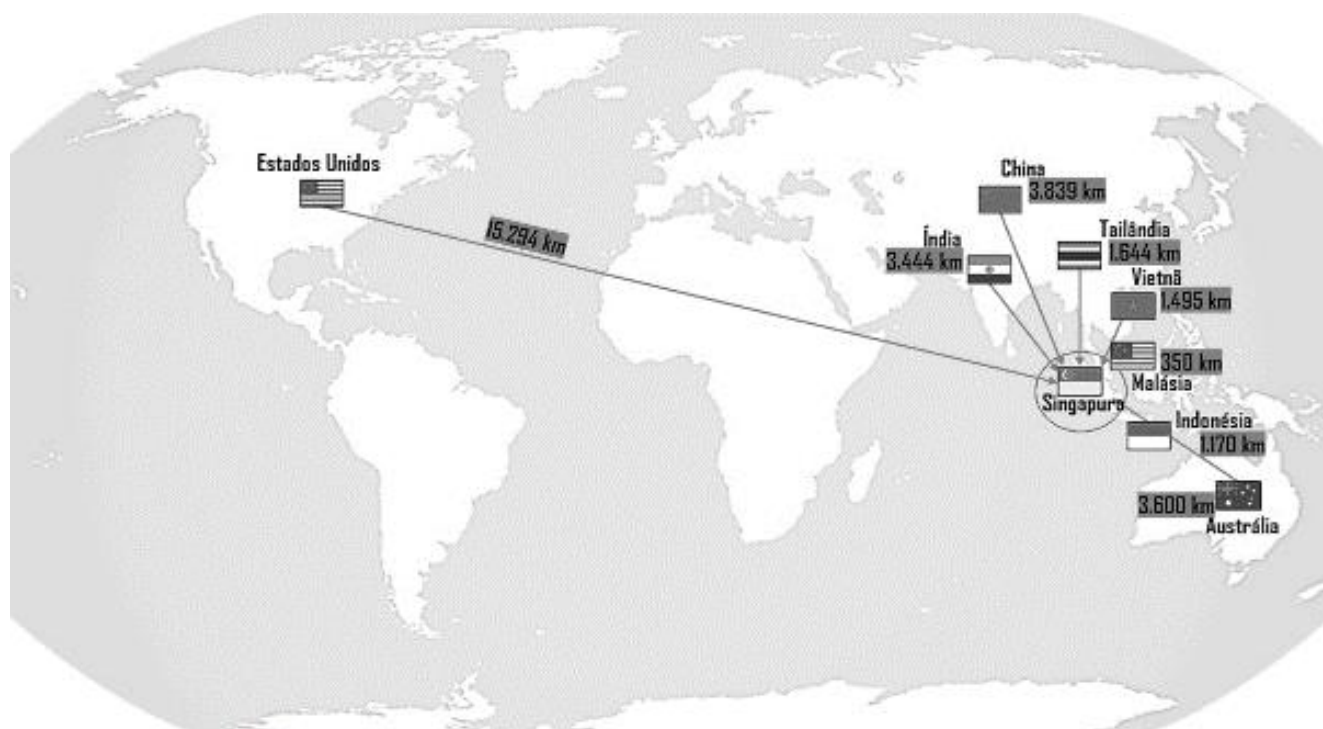 Estados Unidos
15.294 km
China
3.839 km
Índia
3.444 km
Tailândia
1.644 km
Vietnã
1.495 km
350 km
Malásia
Singapura
Indonésia
1.170 km
3.600 km
Austrália